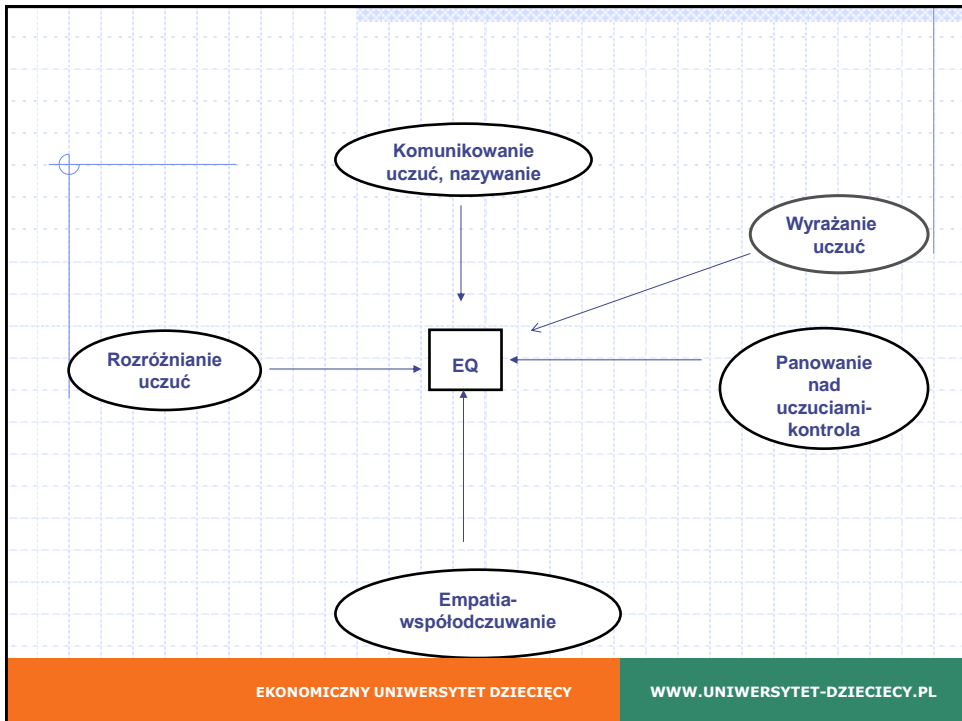 Komunikowanie
uczuć, nazywanie
Wyrażanie
uczuć
Rozróżnianie
uczuć
EQ
Panowanie
nad
uczuciami-
kontrola
Empatia-
współodczuwanie
EKONOMICZNY UNIWERSYTET DZIECIĘCY
WWW.UNIWERSYTET-DZIECIECY.PL